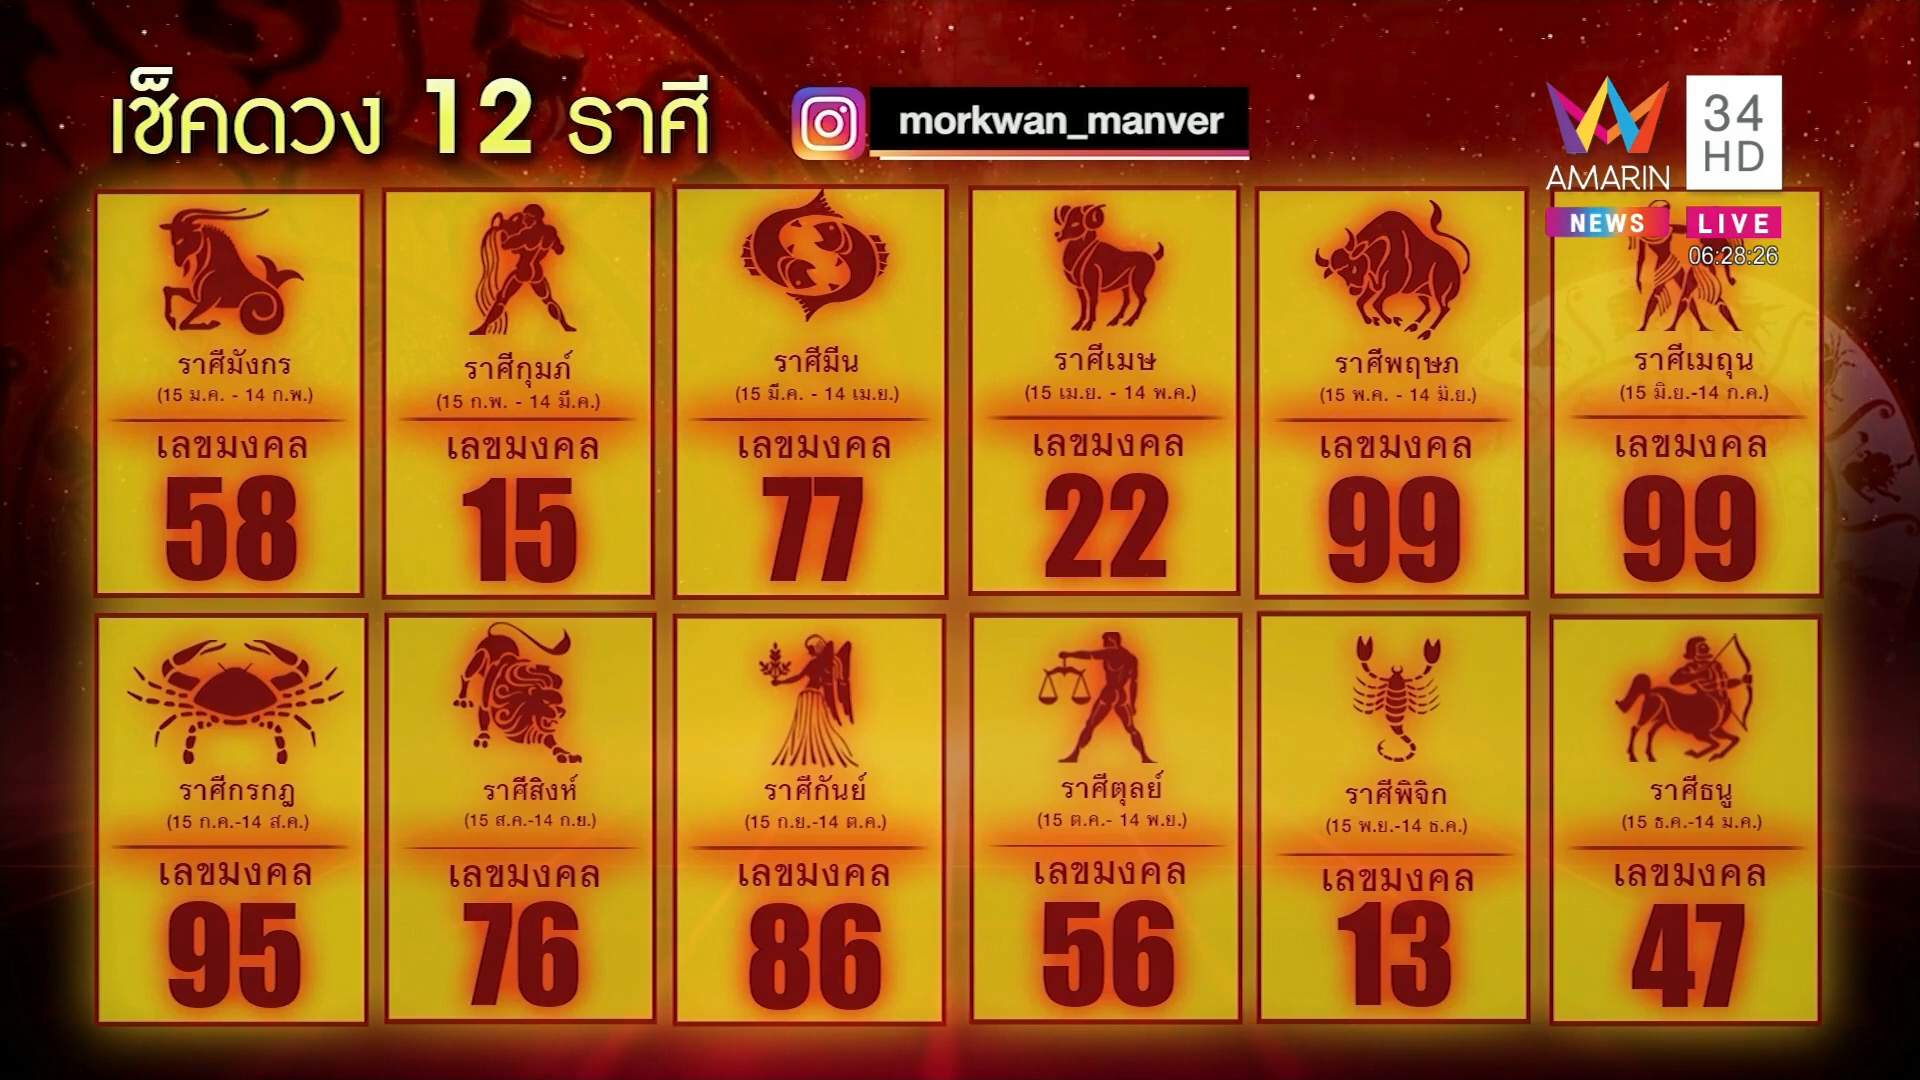 เช็คดวง 12 ราศี
morkwan_manver
AMARIN
34
HD
NEWS
LIVE
06:28:26
ราศีมังกร
(15 ม.ค. - 14 ก.พ.)
เลขมงคล
58
ราศีกุมภ์
(15 ก.พ. - 14 มี.ค.)
เลขมงคล
15
ราศีมีน
(15 มี.ค. - 14 เม.ย.)
เลขมงคล
77
ราศีเมษ
(15 เม.ย. - 14 พ.ค.)
เลขมงคล
22
ราศีพฤษภ
(15 พ.ค. - 14 มิ.ย.)
เลขมงคล
99
ราศีเมถุน
(15 มิ.ย.-14 ก.ค.)
เลขมงคล
99
ราศีกรกฎ
(15 ก.ค.-14 ส.ค.)
เลขมงคล
95
ราศีสิงห์
(15 ส.ค.-14 ก.ย.)
เลขมงคล
76
ราศีกันย์
(15 ก.ย.-14 ต.ค.)
เลขมงคล
86
ราศีตุลย์
(15 ต.ค.- 14 พ.ย.)
เลขมงคล
56
ราศีพิจิก
(15 พ.ย.-14 ธ.ค.)
เลขมงคล
13
ราศีธนู
(15 ธ.ค.-14 ม.ค.)
เลขมงคล
47